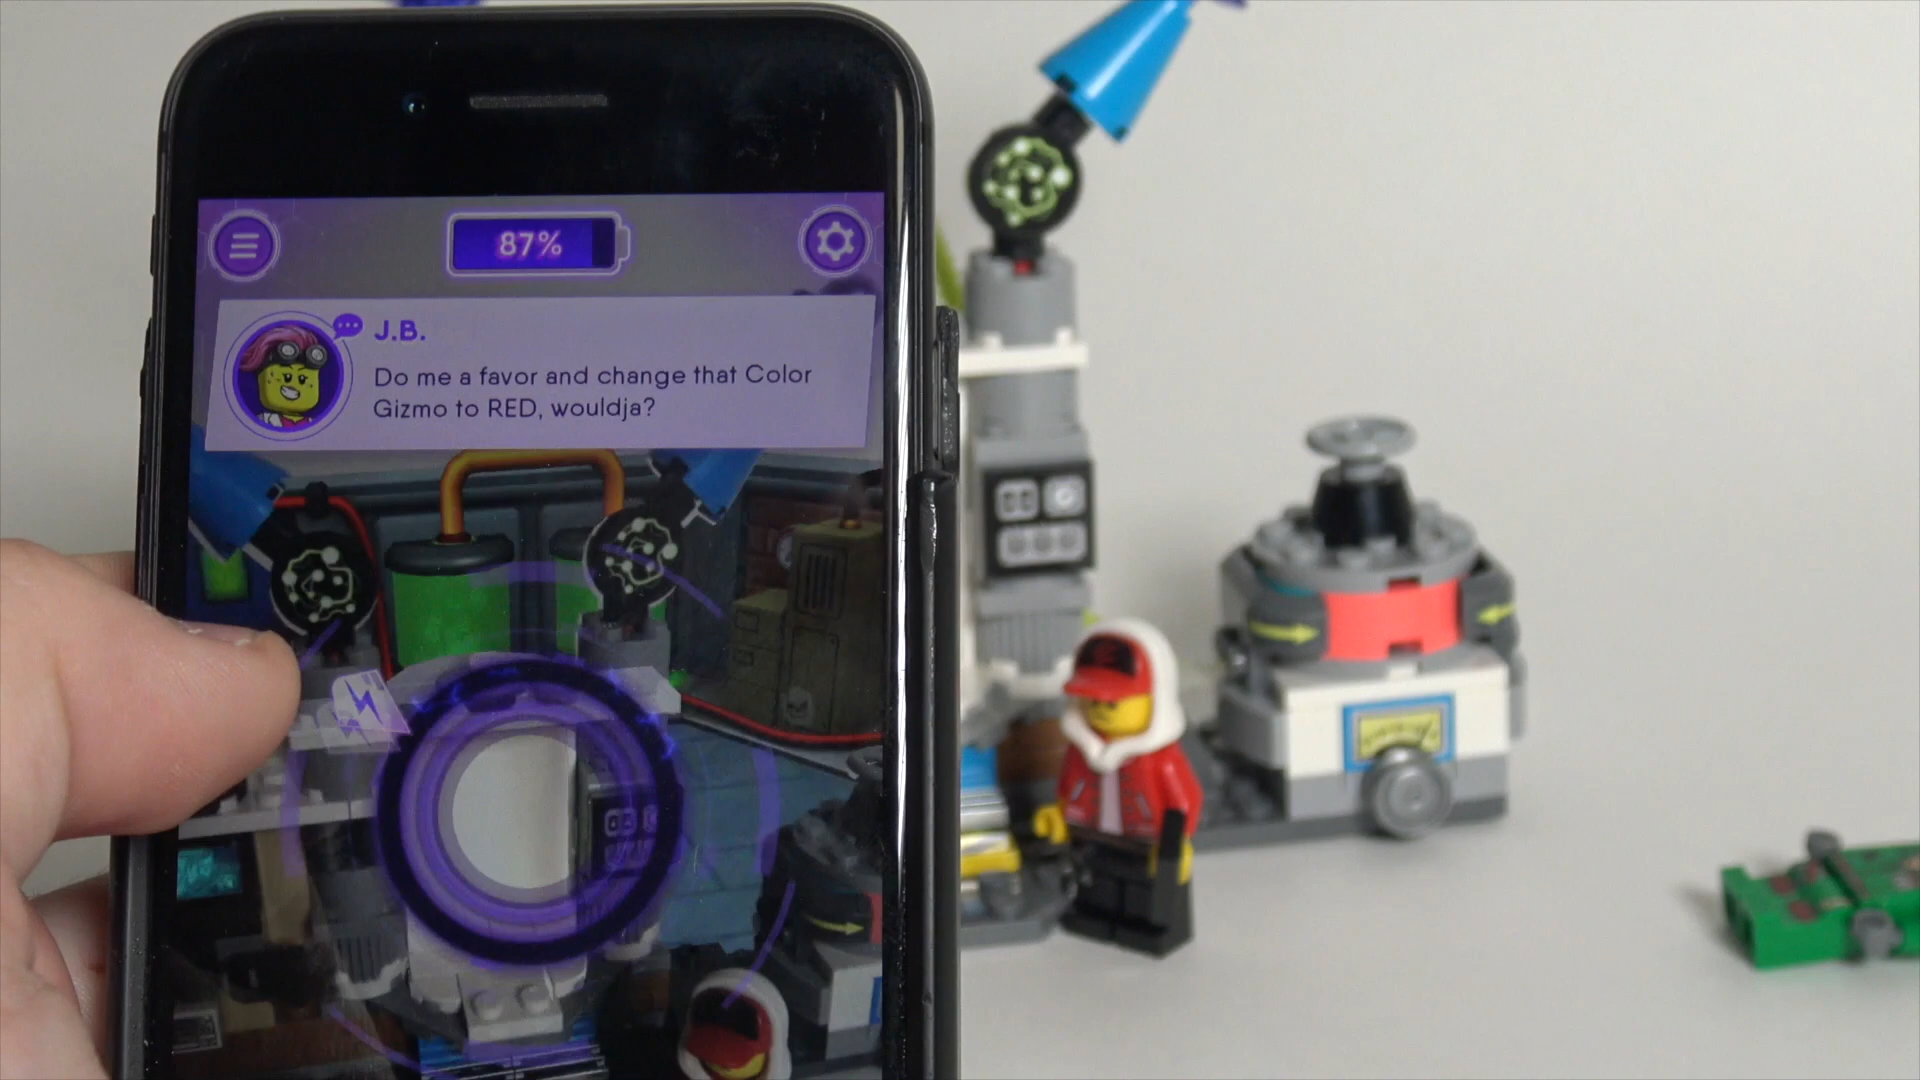 87%
J.B.
Do me a favor and change that Color
Gizmo to RED, wouldja?